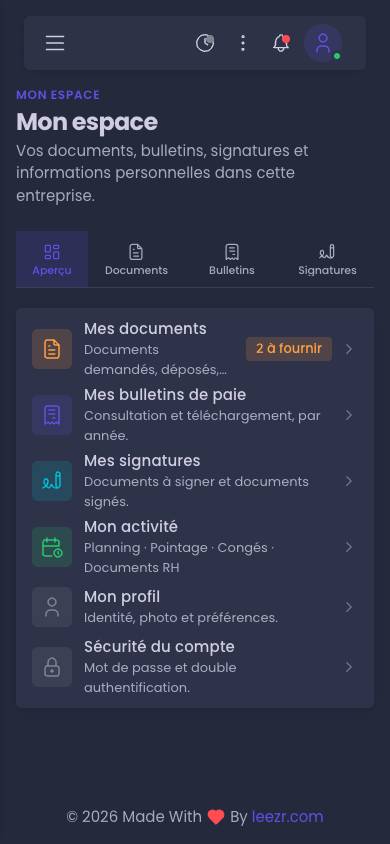 MON ESPACE
Mon espace
Vos documents, bulletins, signatures et
informations personnelles dans cette
entreprise.
Aperçu
Documents
Bulletins
Signatures
Mes documents
Documents
demandés, déposés,...
2 à fournir
Mes bulletins de paie
Consultation et téléchargement, par
année.
Mes signatures
Documents à signer et documents
signés.
Mon activité
Planning · Pointage · Congés ·
Documents RH
Mon profil
Identité, photo et préférences.
Sécurité du compte
Mot de passe et double
authentification.
© 2026 Made With By leezr.com